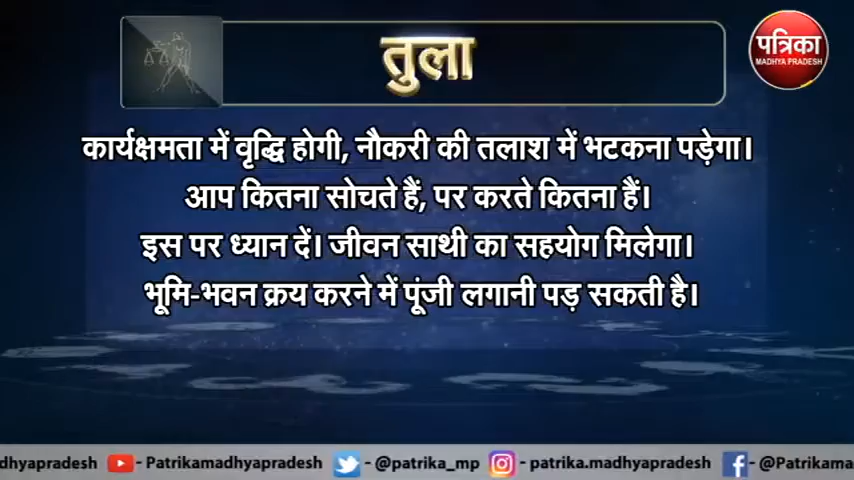 तुला
पत्रिका
MADHYA PRADESH
कार्यक्षमता में वृद्धि होगी, नौकरी की तलाश में भटकना पड़ेगा।
आप कितना सोचते हैं, पर करते कितना हैं।
इस पर ध्यान दें। जीवन साथी का सहयोग मिलेगा।
भूमि-भवन क्रय करने में पूंजी लगानी पड़ सकती है।
dhyapradesh - Patrikamadhyapradesh - @patrika_mp - patrika.madhyapradesh - @Patrikama